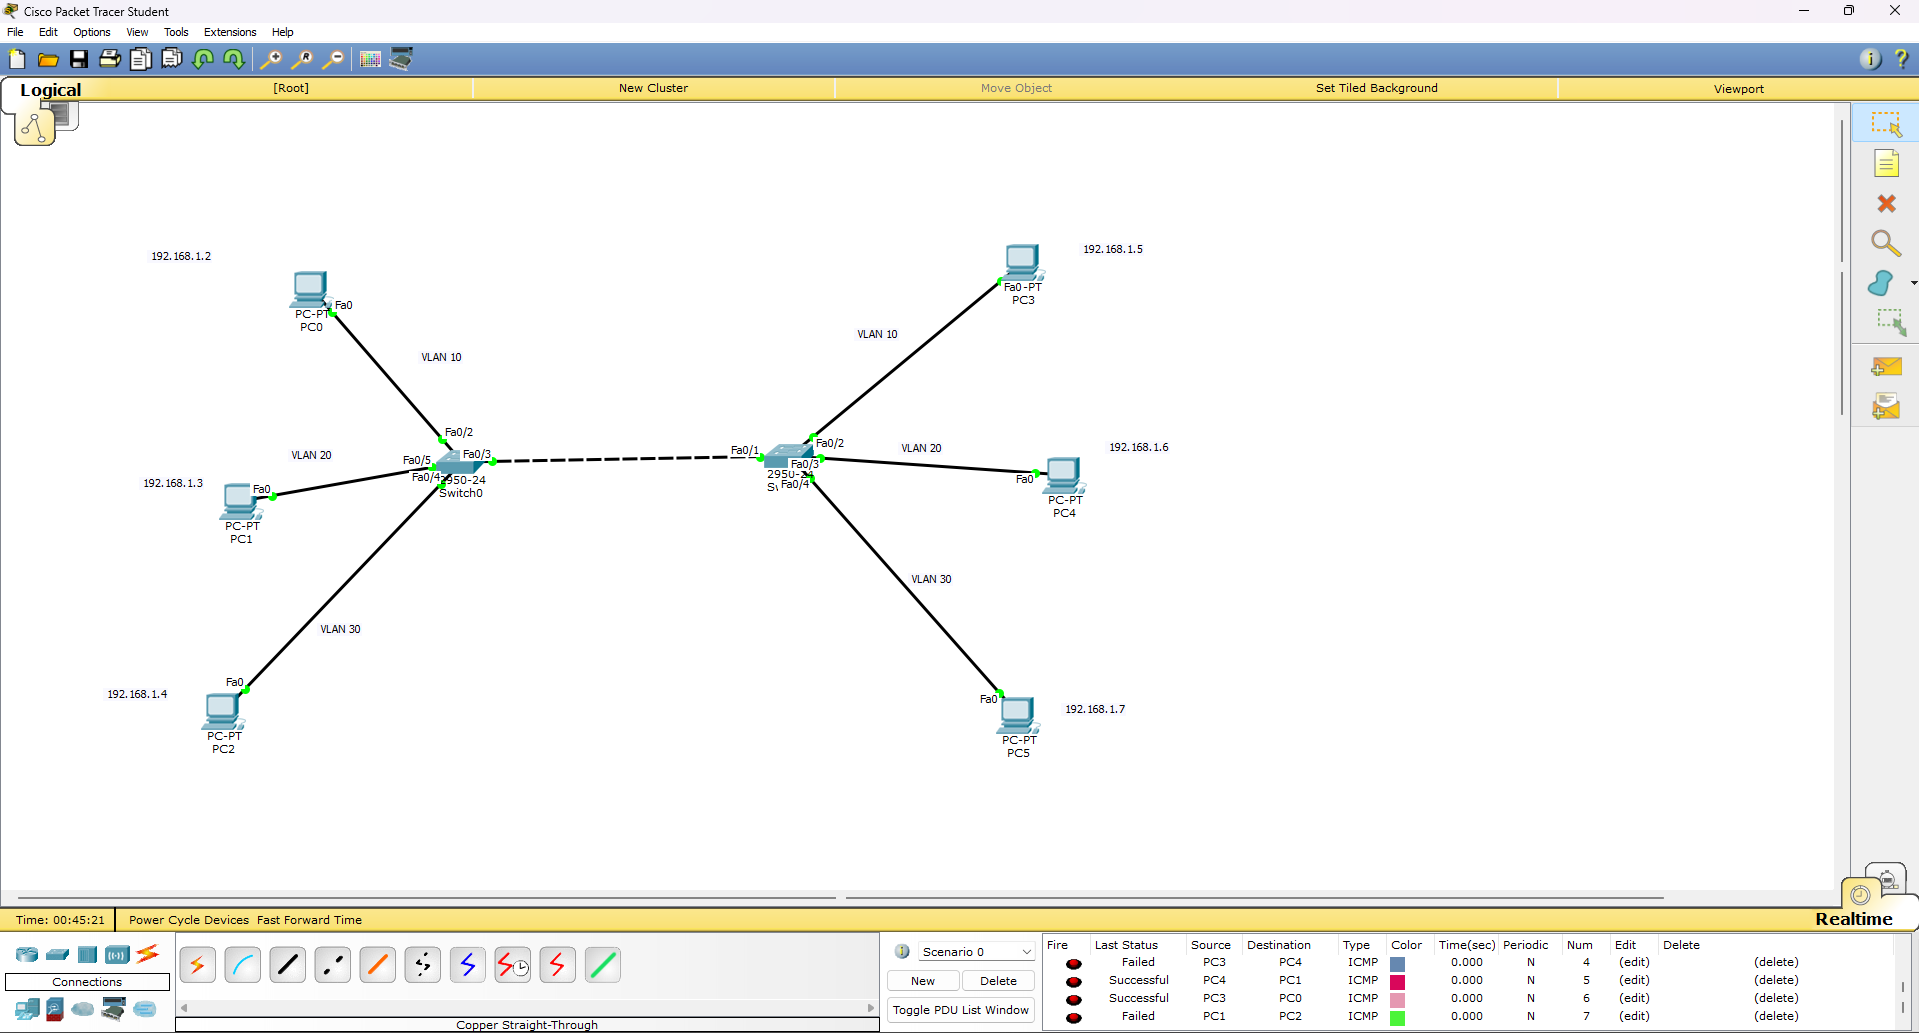 Cisco Packet Tracer Student
File Edit Options View Tools Extensions Help
Logical [Root] New Cluster Move Object Set Tiled Background Viewport
192.168.1.2
192.168.1.5
Fa0
PC-PT
PC0
Fa0-PT
PC3
VLAN 10
VLAN 10
Fa0/2
Fa0/5
Fa0/3
Fa0/4
2950-24
Switch0
Fa0/1
Fa0/2
Fa0/3
2950-24
Fa0/4
VLAN 20
VLAN 20
192.168.1.3
Fa0
PC-PT
PC1
192.168.1.6
Fa0
PC-PT
PC4
VLAN 30
VLAN 30
192.168.1.4
Fa0
PC-PT
PC2
Fa0
192.168.1.7
PC-PT
PC5
Time: 00:45:21 Power Cycle Devices Fast Forward Time Realtime
Connections
Copper Straight-Through
Scenario 0
New Delete
Toggle PDU List Window
Fire Last Status Source Destination Type Color Time(sec) Periodic Num Edit Delete
Failed PC3 PC4 ICMP 0.000 N 4 (edit) (delete)
Successful PC4 PC1 ICMP 0.000 N 5 (edit) (delete)
Successful PC3 PC0 ICMP 0.000 N 6 (edit) (delete)
Failed PC1 PC2 ICMP 0.000 N 7 (edit) (delete)